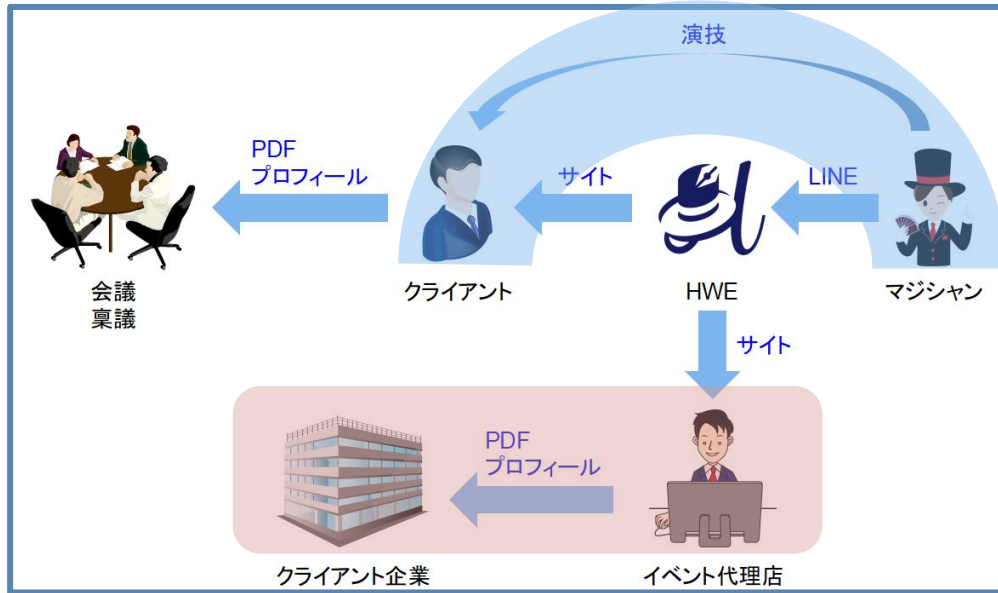 演技
PDF
プロフィール
サイト
LINE
会議
稟議
クライアント
HWE
マジシャン
サイト
PDF
プロフィール
クライアント企業
イベント代理店